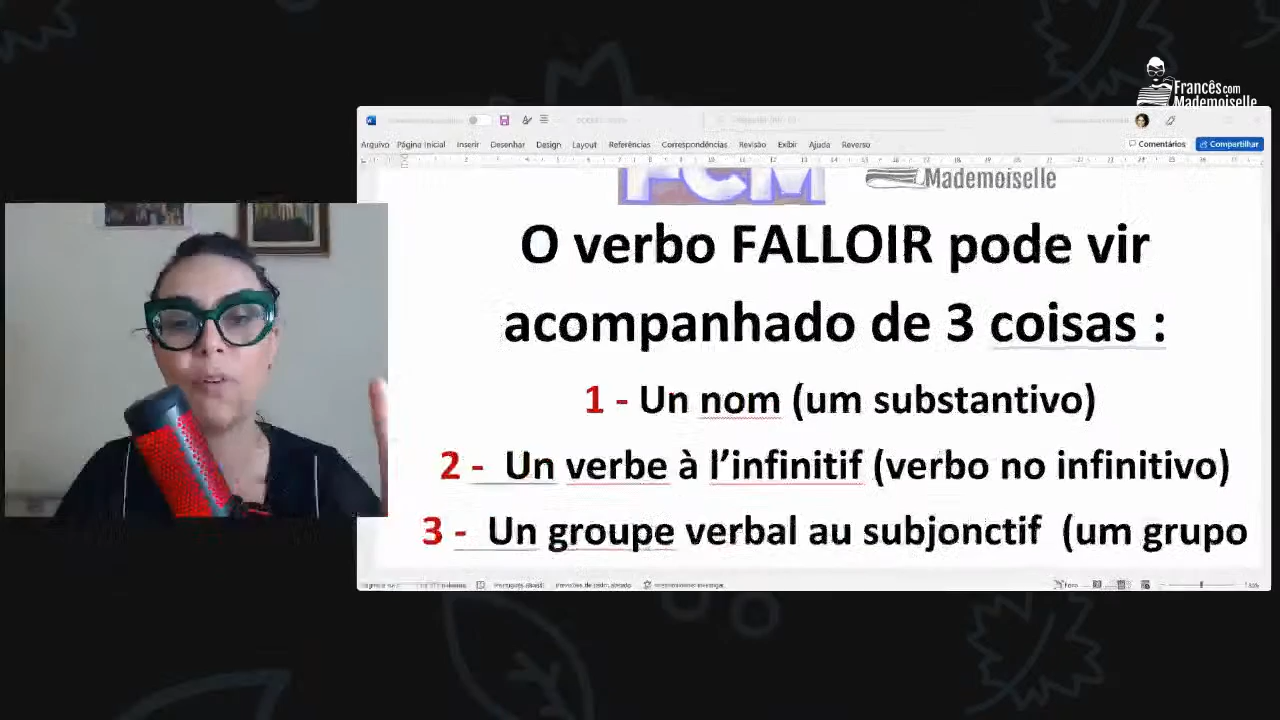 Francês com
Mademoiselle
Arquivo Página Inicial Inserir Desenhar Design Layout Referências Correspondências Revisão Exibir Ajuda Reverso
Comentários Compartilhar
FCM
Mademoiselle
O verbo FALLOIR pode vir
acompanhado de 3 coisas :
1 - Un nom (um substantivo)
2 - Un verbe à l’infinitif (verbo no infinitivo)
3 - Un groupe verbal au subjonctif (um grupo